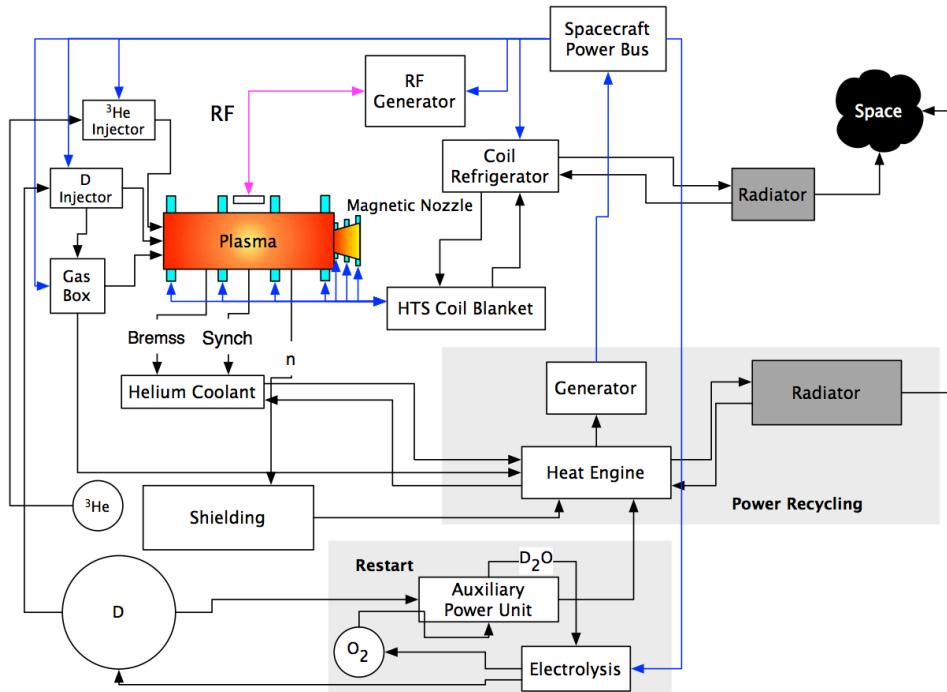 Spacecraft
Power Bus
RF
Generator
RF
³He
Injector
Space
Coil
Refrigerator
D
Injector
Radiator
Magnetic Nozzle
Plasma
Gas
Box
HTS Coil Blanket
Bremss
Synch
n
Helium Coolant
Generator
Radiator
Heat Engine
Power Recycling
³He
Shielding
Restart
D₂O
Auxiliary
Power Unit
D
O₂
Electrolysis